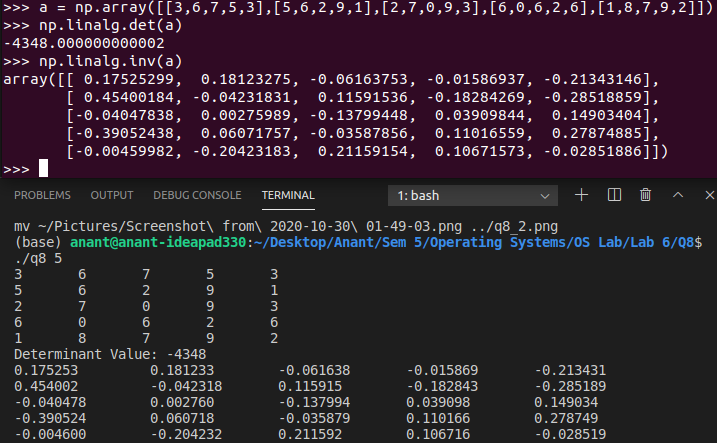 >>> a = np.array([[3,6,7,5,3],[5,6,2,9,1],[2,7,0,9,3],[6,0,6,2,6],[1,8,7,9,2]])
>>> np.linalg.det(a)
-4348.000000000002
>>> np.linalg.inv(a)
array([[ 0.17525299,  0.18123275, -0.06163753, -0.01586937, -0.21343146],
       [ 0.45400184, -0.04231831,  0.11591536, -0.18284269, -0.28518859],
       [-0.04047838,  0.00275989, -0.13799448,  0.03909844,  0.14903404],
       [-0.39052438,  0.06071757, -0.03587856,  0.11016559,  0.27874885],
       [-0.00459982, -0.20423183,  0.21159154,  0.10671573, -0.02851886]])
>>>
PROBLEMS OUTPUT DEBUG CONSOLE TERMINAL 1: bash
mv ~/Pictures/Screenshot\ from\ 2020-10-30\ 01-49-03.png ../q8_2.png
(base) anant@anant-ideapad330:~/Desktop/Anant/Sem 5/Operating Systems/OS Lab/Lab 6/Q8$
./q8 5
3 6 7 5 3
5 6 2 9 1
2 7 0 9 3
6 0 6 2 6
1 8 7 9 2
Determinant Value: -4348
0.175253 0.181233 -0.061638 -0.015869 -0.213431
0.454002 -0.042318 0.115915 -0.182843 -0.285189
-0.040478 0.002760 -0.137994 0.039098 0.149034
-0.390524 0.060718 -0.035879 0.110166 0.278749
-0.004600 -0.204232 0.211592 0.106716 -0.028519